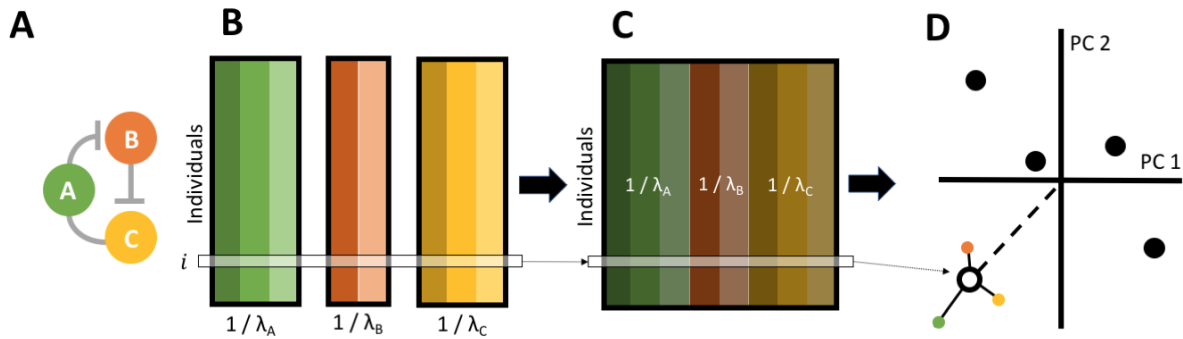 A
B
C
D
B
A
C
Individuals
i
1 / λA
1 / λB
1 / λC
Individuals
1 / λA
1 / λB
1 / λC
PC 2
PC 1